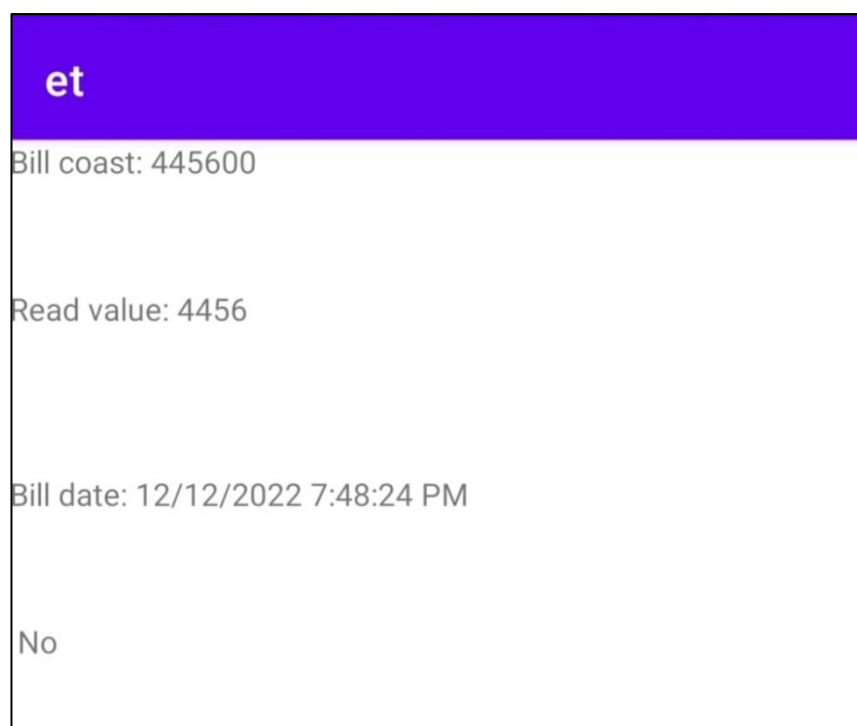 et
Bill coast: 445600
Read value: 4456
Bill date: 12/12/2022 7:48:24 PM
No